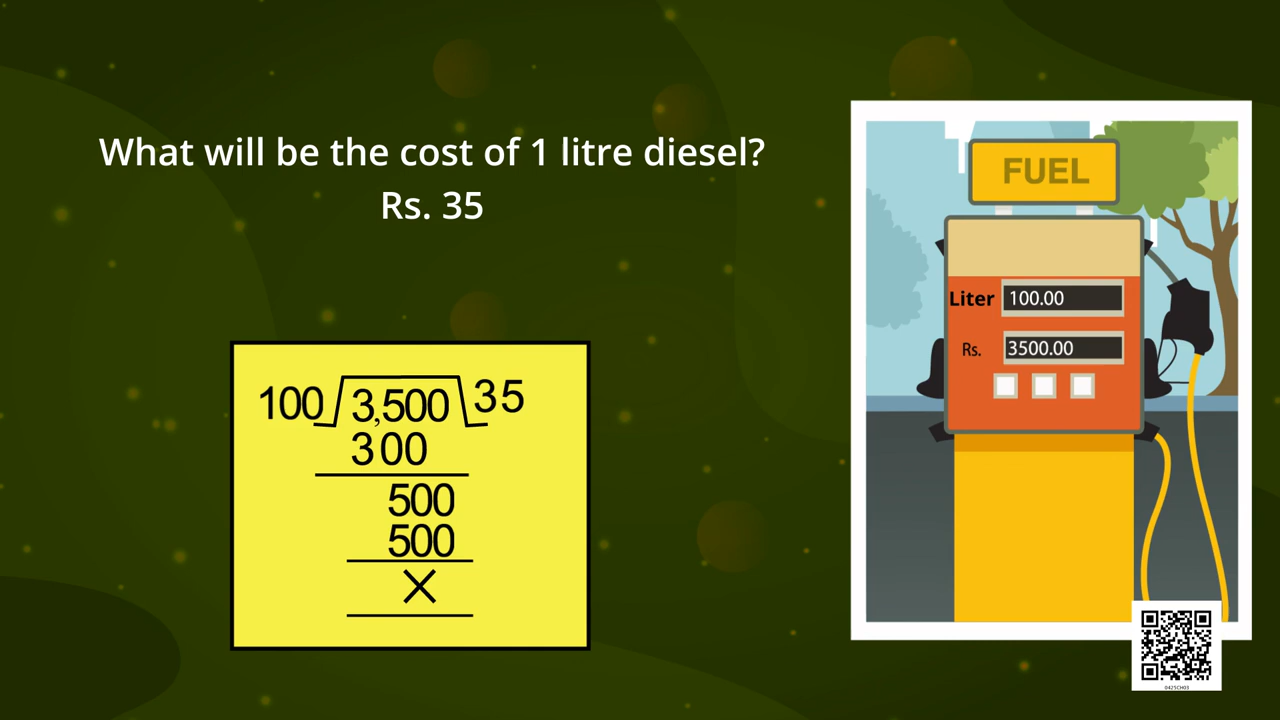 What will be the cost of 1 litre diesel?
Rs. 35
100 3,500 35
300
500
500
×
FUEL
Liter 100.00
Rs. 3500.00
0425CH03